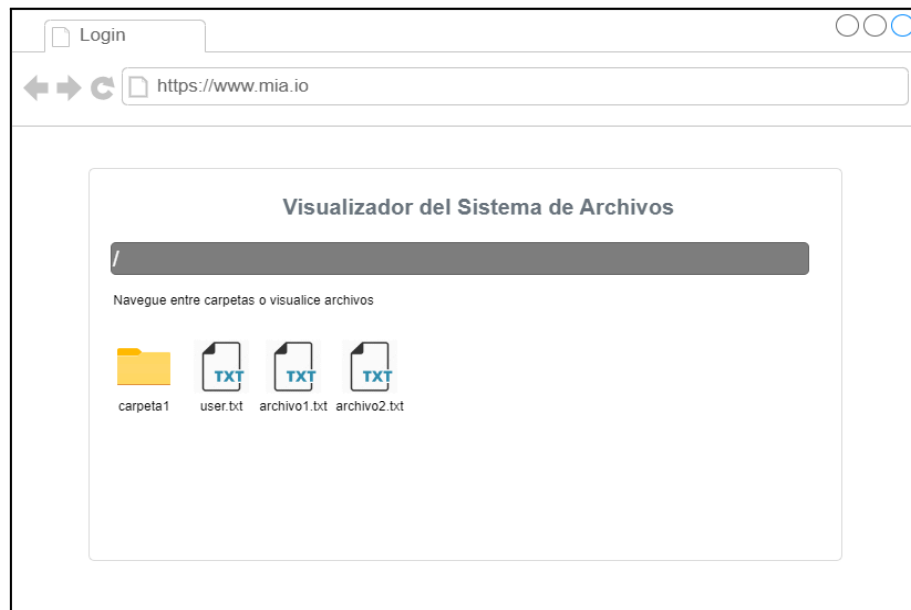 Login
https://www.mia.io
Visualizador del Sistema de Archivos
/
Navegue entre carpetas o visualice archivos
TXT TXT TXT
carpeta1 user.txt archivo1.txt archivo2.txt